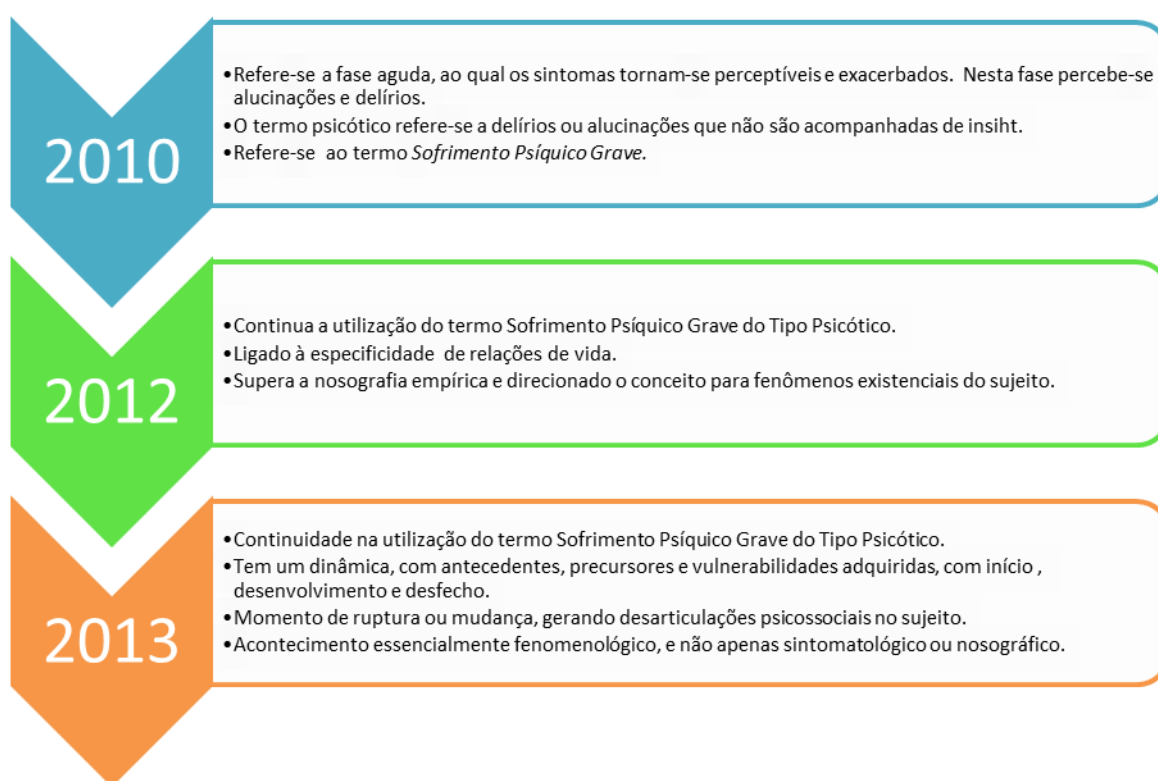 2010
•Refere-se a fase aguda, ao qual os sintomas tornam-se perceptíveis e exacerbados. Nesta fase percebe-se
alucinações e delírios.
•O termo psicótico refere-se a delírios ou alucinações que não são acompanhadas de insiht.
•Refere-se ao termo Sofrimento Psíquico Grave.
2012
•Continua a utilização do termo Sofrimento Psíquico Grave do Tipo Psicótico.
•Ligado à especificidade de relações de vida.
•Supera a nosografia empírica e direcionado o conceito para fenômenos existenciais do sujeito.
2013
•Continuidade na utilização do termo Sofrimento Psíquico Grave do Tipo Psicótico.
•Tem um dinâmica, com antecedentes, precursores e vulnerabilidades adquiridas, com início ,
desenvolvimento e desfecho.
•Momento de ruptura ou mudança, gerando desarticulações psicossociais no sujeito.
•Acontecimento essencialmente fenomenológico, e não apenas sintomatológico ou nosográfico.